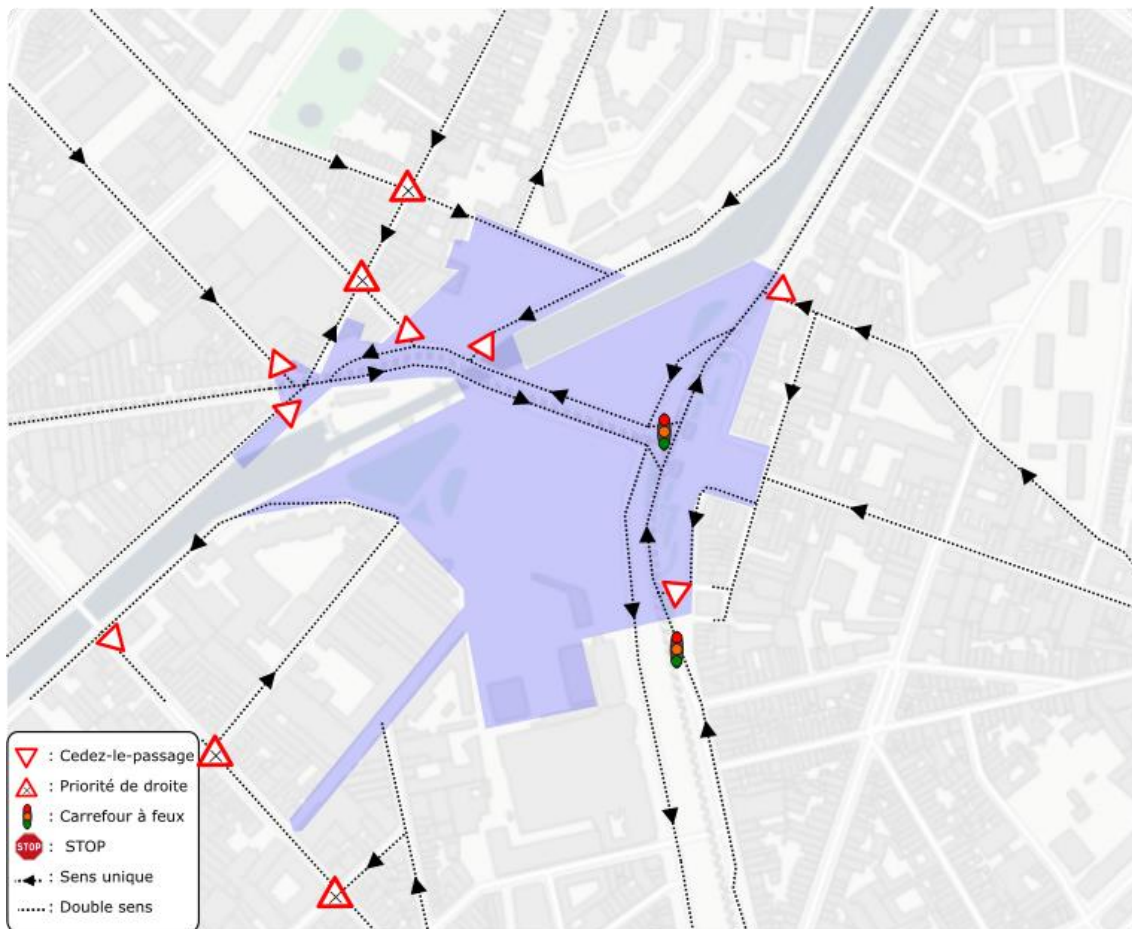 : Cedez-le-passage
: Priorité de droite
: Carrefour à feux
STOP : STOP
: Sens unique
: Double sens